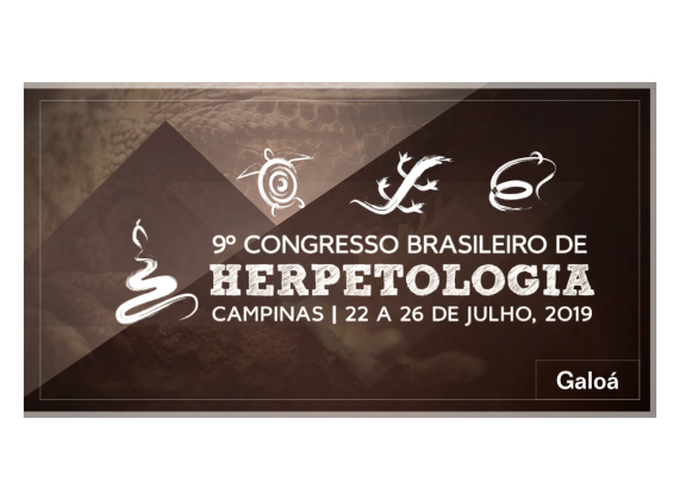 9º CONGRESSO BRASILEIRO DE
HERPETOLOGIA
CAMPINAS | 22 A 26 DE JULHO, 2019
Galoá